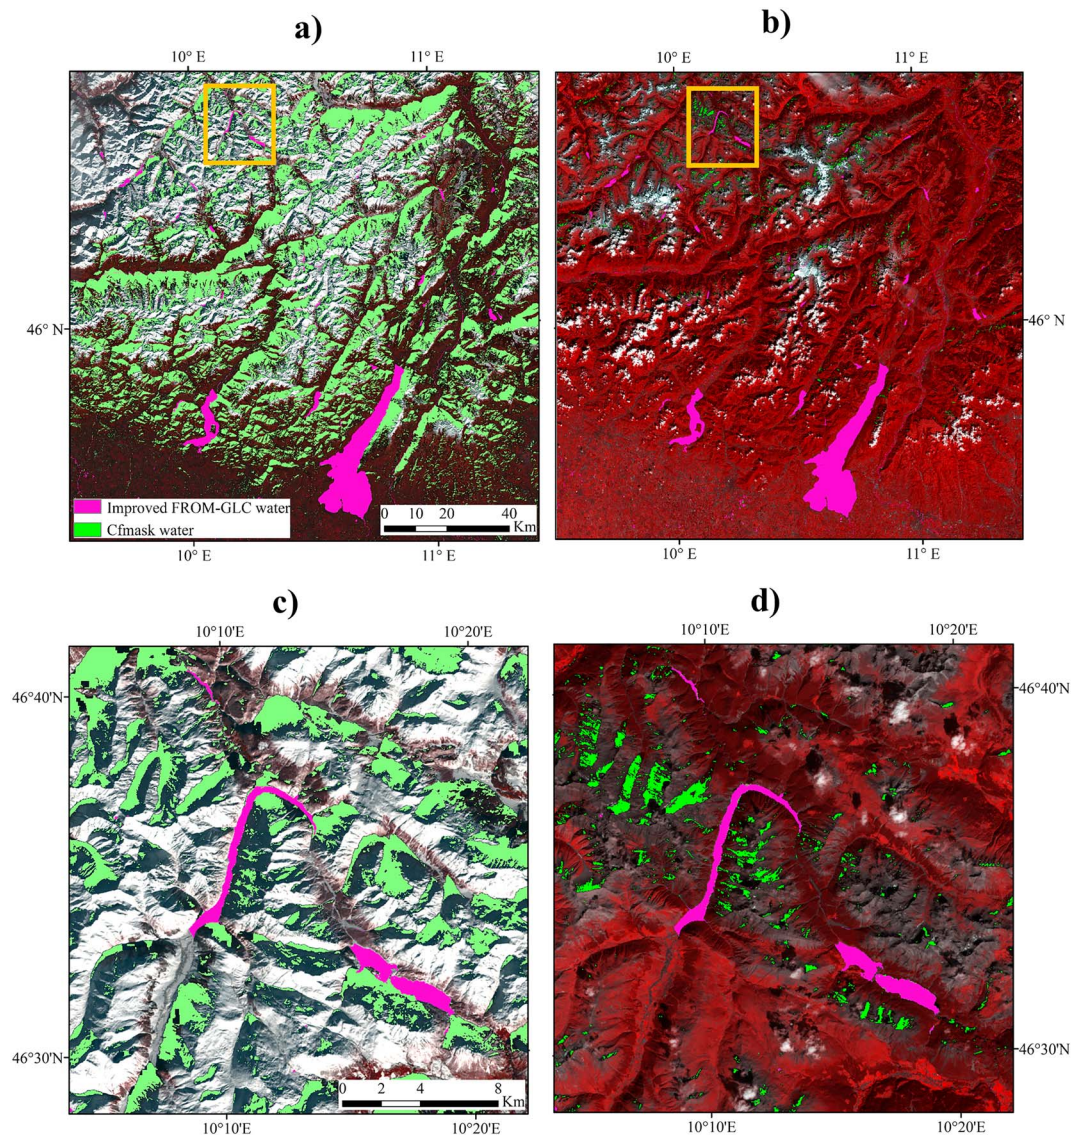 a)
b)
10° E
11° E
10° E
11° E
46° N
46° N
Improved FROM-GLC water
Cfmask water
0 10 20 40
Km
10° E
11° E
10° E
11° E
c)
d)
10°10'E
10°20'E
10°10'E
10°20'E
46°40'N
46°40'N
46°30'N
46°30'N
0 2 4 8
Km
10°10'E
10°20'E
10°10'E
10°20'E